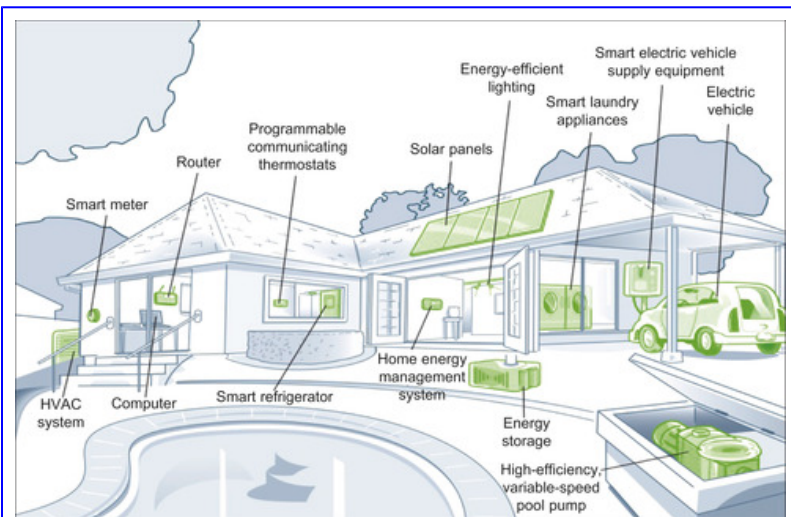 Smart electric vehicle
supply equipment
Energy-efficient
lighting
Electric
vehicle
Smart laundry
appliances
Programmable
communicating
thermostats
Solar panels
Router
Smart meter
Home energy
management
system
HVAC
system
Computer
Smart refrigerator
Energy
storage
High-efficiency,
variable-speed
pool pump